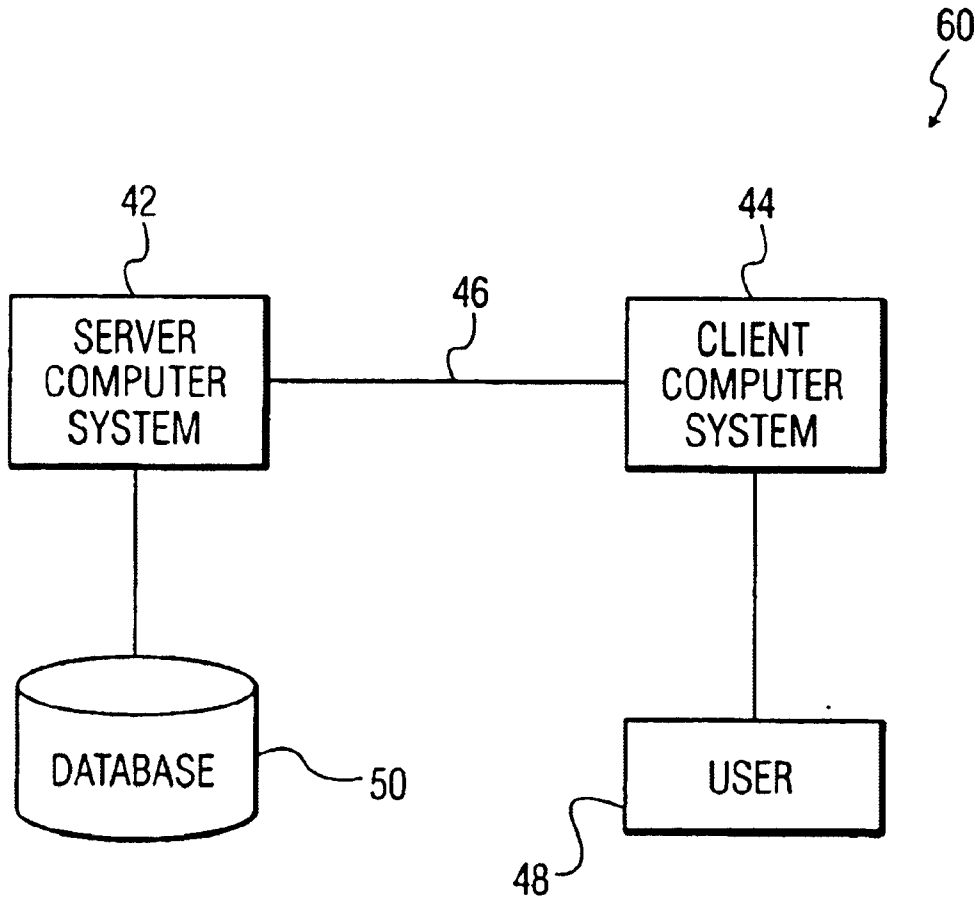 60
42
44
46
SERVER
COMPUTER
SYSTEM
CLIENT
COMPUTER
SYSTEM
DATABASE
50
USER
48